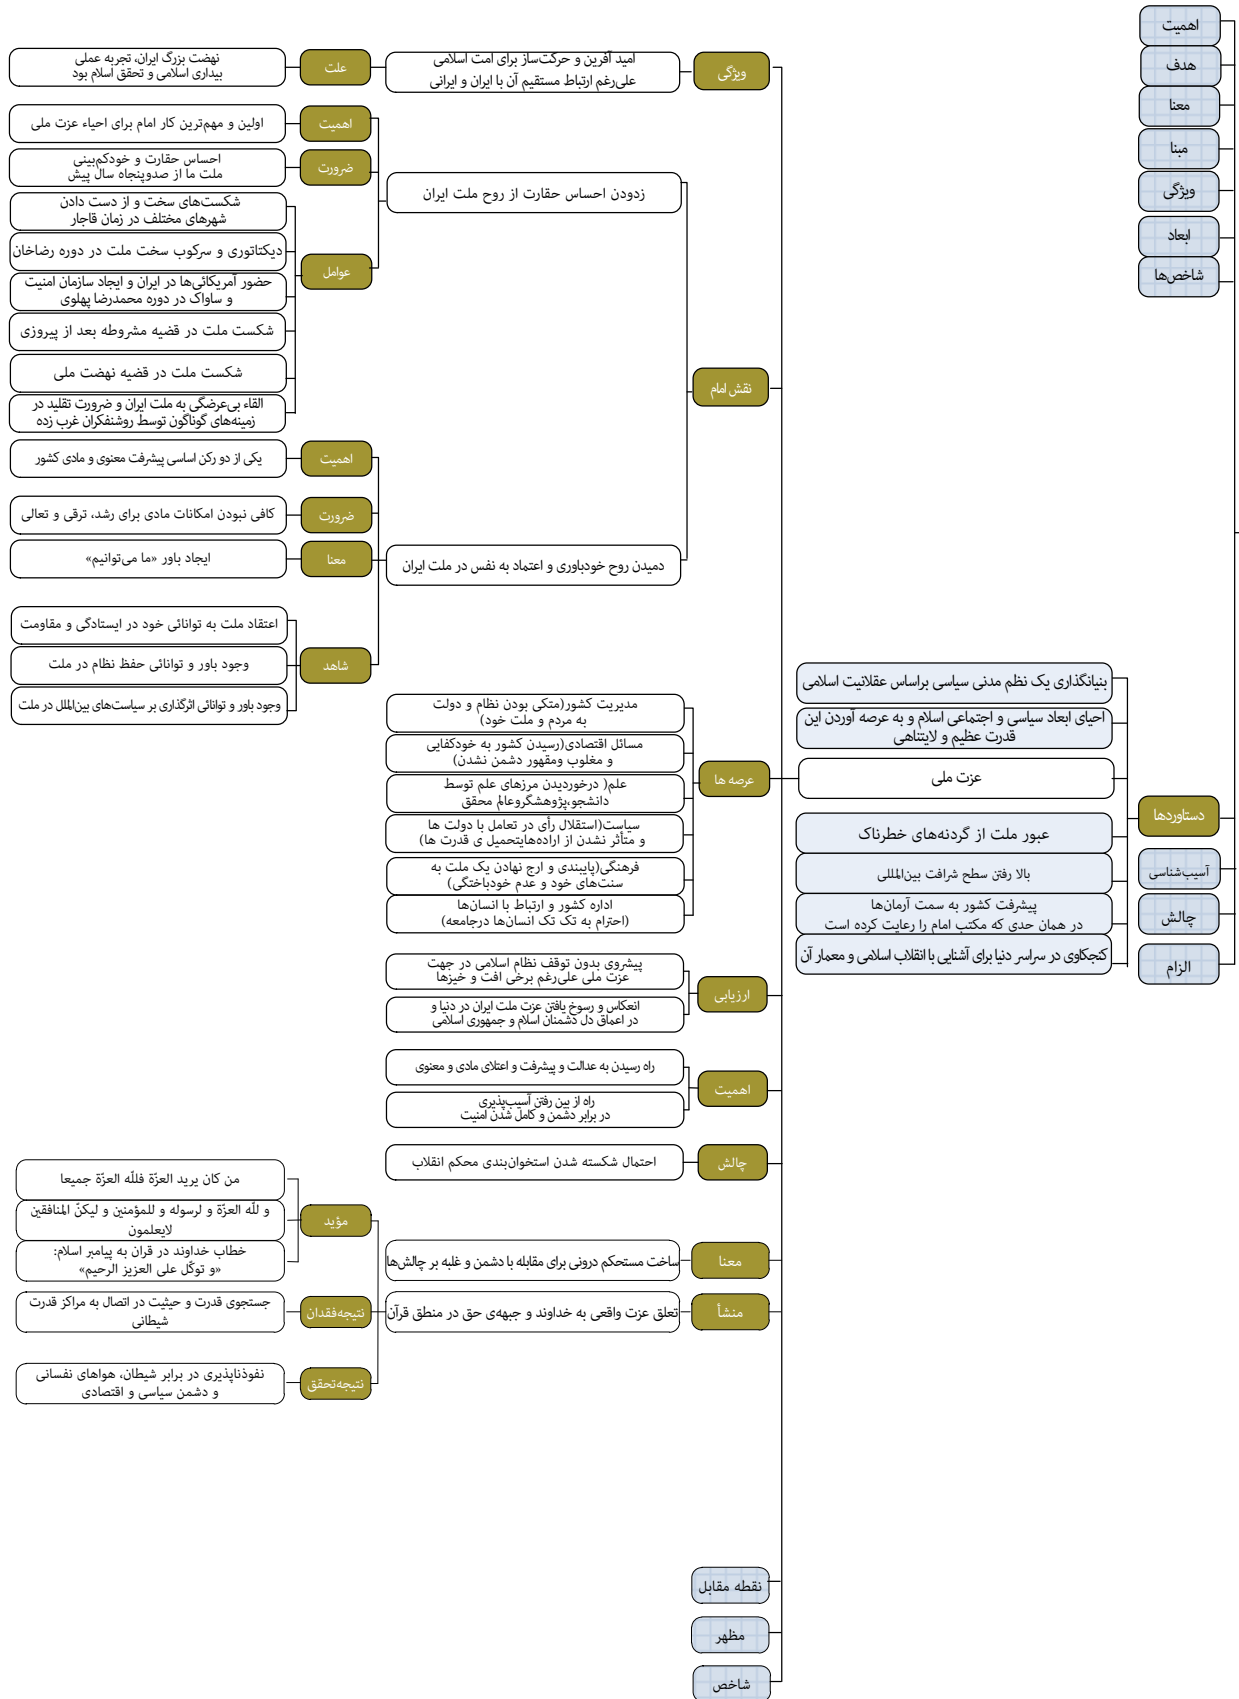 اهمیت
هدف
معنا
مبنا
ویژگی
ابعاد
شاخص‌ها
دستاوردها
آسیب‌شناسی
چالش
الزام
بنیانگذاری یک نظم مدنی سیاسی براساس عقلانیت اسلامی
احیای ابعاد سیاسی و اجتماعی اسلام و به عرصه آوردن این
قدرت عظیم و لایتناهی
عزت ملی
عبور ملت از گردنه‌های خطرناک
بالا رفتن سطح شرافت بین‌المللی
پیشرفت کشور به سمت آرمان‌ها
در همان حدی که مکتب امام را رعایت کرده است
کنجکاوی در سراسر دنیا برای آشنایی با انقلاب اسلامی و معمار آن
ویژگی
امید آفرین و حرکت‌ساز برای امت اسلامی
علی‌رغم ارتباط مستقیم آن با ایران و ایرانی
علت
نهضت بزرگ ایران، تجربه عملی
بیداری اسلامی و تحقق اسلام بود
نقش امام
زدودن احساس حقارت از روح ملت ایران
اهمیت
اولین و مهم‌ترین کار امام برای احیاء عزت ملی
ضرورت
احساس حقارت و خودکم‌بینی
ملت ما از صدوپنجاه سال پیش
عوامل
شکست‌های سخت و از دست دادن
شهرهای مختلف در زمان قاجار
دیکتاتوری و سرکوب سخت ملت در دوره رضاخان
حضور آمریکائی‌ها در ایران و ایجاد سازمان امنیت
و ساواک در دوره محمدرضا پهلوی
شکست ملت در قضیه مشروطه بعد از پیروزی
شکست ملت در قضیه نهضت ملی
القاء بی‌عرضگی به ملت ایران و ضرورت تقلید در
زمینه‌های گوناگون توسط روشنفکران غرب زده
دمیدن روح خودباوری و اعتماد به نفس در ملت ایران
اهمیت
یکی از دو رکن اساسی پیشرفت معنوی و مادی کشور
ضرورت
کافی نبودن امکانات مادی برای رشد، ترقی و تعالی
معنا
ایجاد باور «ما می‌توانیم»
شاهد
اعتقاد ملت به توانائی خود در ایستادگی و مقاومت
وجود باور و توانائی حفظ نظام در ملت
وجود باور و توانائی اثرگذاری بر سیاست‌های بین‌الملل در ملت
عرصه ها
مدیریت کشور(متکی بودن نظام و دولت
به مردم و ملت خود)
مسائل اقتصادی(رسیدن کشور به خودکفایی
و مغلوب ومقهور دشمن نشدن)
علم( درخوردیدن مرزهای علم توسط
دانشجو،پژوهشگروعالم محقق
سیاست(استقلال رأی در تعامل با دولت ها
و متأثر نشدن از اراده‌هایتحمیل ی قدرت ها)
فرهنگی(پایبندی و ارج نهادن یک ملت به
سنت‌های خود و عدم خودباختگی)
اداره کشور و ارتباط با انسان‌ها
(احترام به تک تک انسان‌ها درجامعه)
ارزیابی
پیشروی بدون توقف نظام اسلامی در جهت
عزت ملی علی‌رغم برخی افت و خیزها
انعکاس و رسوخ یافتن عزت ملت ایران در دنیا و
در اعماق دل دشمنان اسلام و جمهوری اسلامی
اهمیت
راه رسیدن به عدالت و پیشرفت و اعتلای مادی و معنوی
راه از بین رفتن آسیب‌پذیری
در برابر دشمن و کامل شدن امنیت
چالش
احتمال شکسته شدن استخوان‌بندی محکم انقلاب
معنا
ساخت مستحکم درونی برای مقابله با دشمن و غلبه بر چالش‌ها
منشأ
تعلق عزت واقعی به خداوند و جبهه‌ی حق در منطق قرآن
مؤید
من کان یرید العزّة فللّه العزّة جمیعا
و للّه العزّة و لرسوله و للمؤمنین و لیکنّ المنافقین
لایعلمون
خطاب خداوند در قران به پیامبر اسلام:
«و توکّل علی العزیز الرحیم»
نتیجه‌فقدان
جستجوی قدرت و حیثیت در اتصال به مراکز قدرت
شیطانی
نتیجه‌تحقق
نفوذناپذیری در برابر شیطان، هواهای نفسانی
و دشمن سیاسی و اقتصادی
نقطه مقابل
مظهر
شاخص